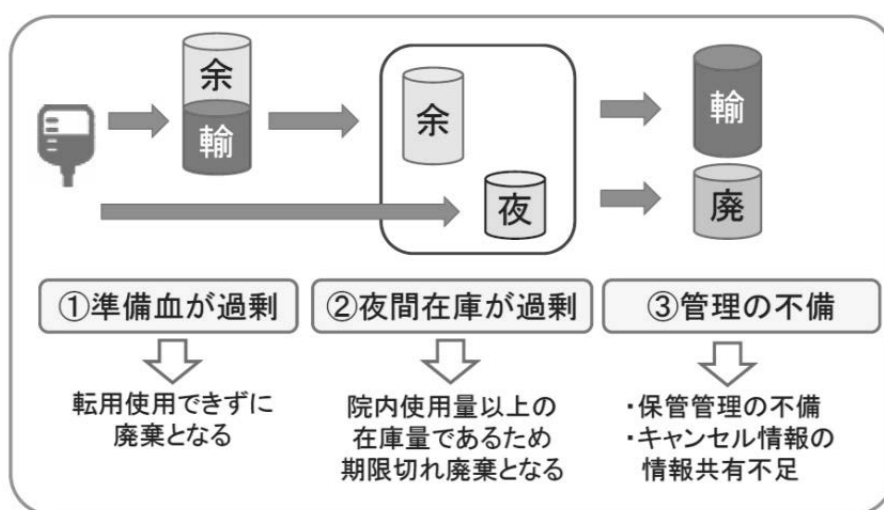 余
輸
余
夜
輸
廃
①準備血が過剰
②夜間在庫が過剰
③管理の不備
転用使用できずに
廃棄となる
院内使用量以上の
在庫量であるため
期限切れ廃棄となる
・保管管理の不備
・キャンセル情報の
情報共有不足